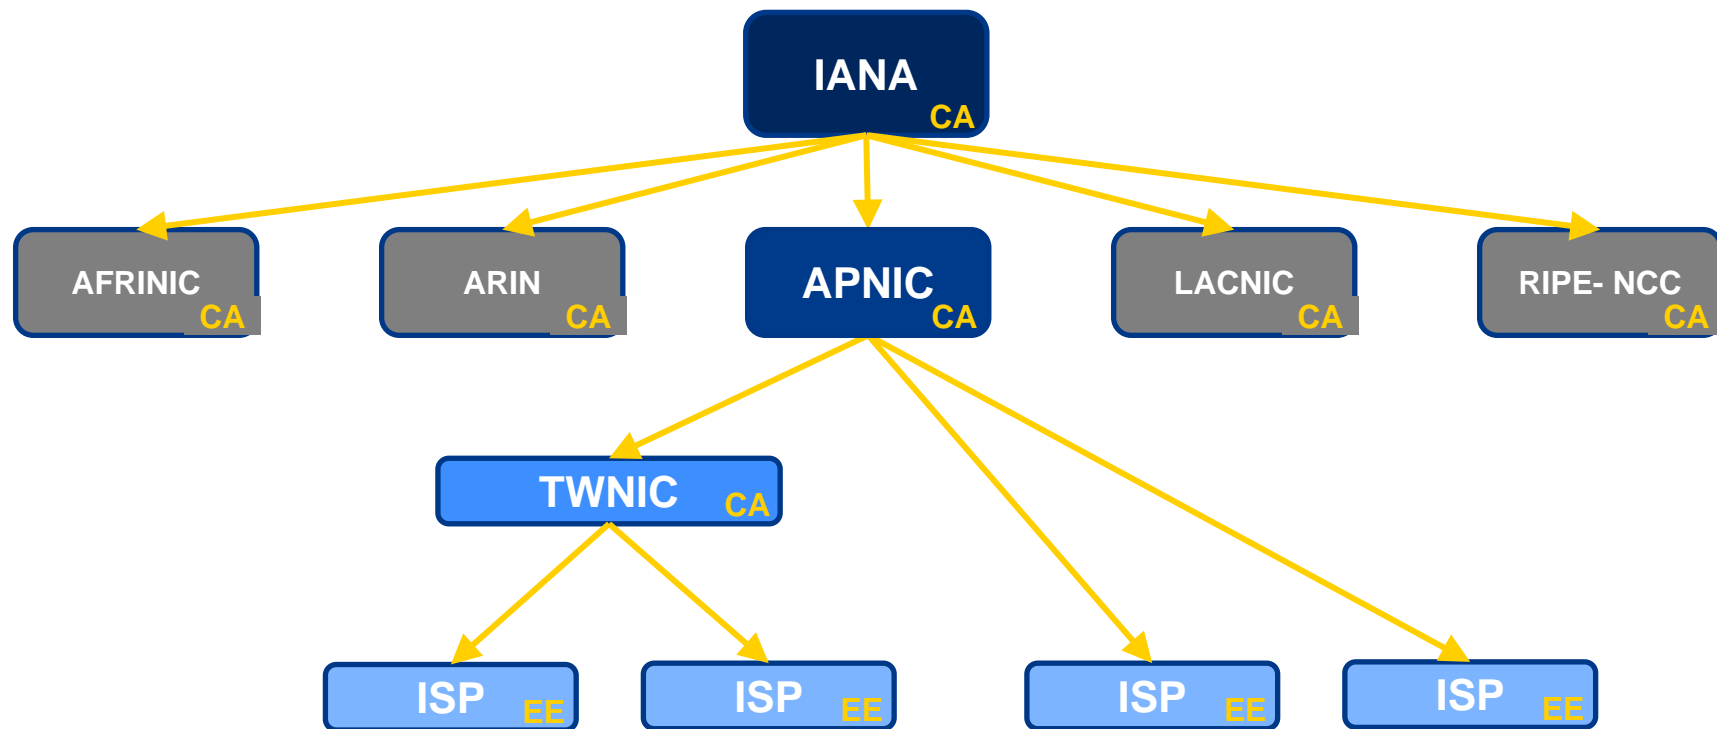 IANA
CA
AFRINIC
CA
ARIN
CA
APNIC
CA
LACNIC
CA
RIPE- NCC
CA
TWNIC
CA
ISP
EE
ISP
EE
ISP
EE
ISP
EE